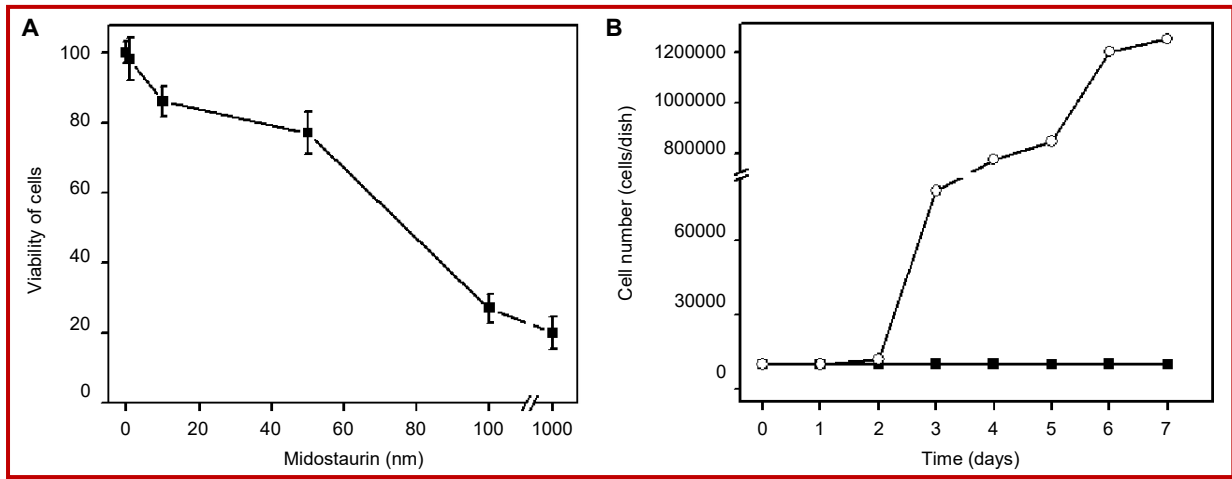 A
100
80
60
40
20
0
0 20 40 60 80 100 1000
Midostaurin (nm)
Viability of cells
B
1200000
1000000
800000
60000
30000
0
0 1 2 3 4 5 6 7
Time (days)
Cell number (cells/dish)